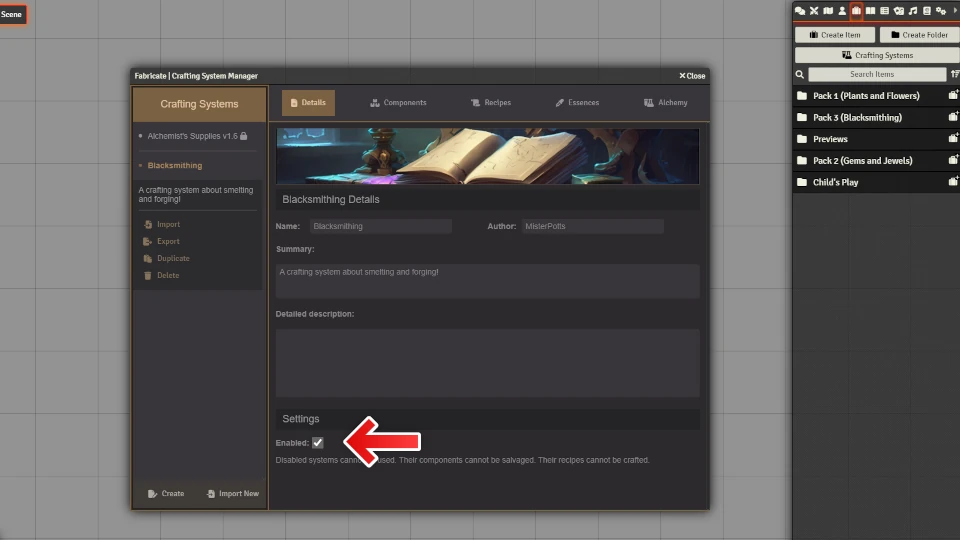 Scene
Fabricate | Crafting System Manager
Close
Crafting Systems
Alchemist's Supplies v1.6
Blacksmithing
A crafting system about smelting
and forging!
Import
Export
Duplicate
Delete
Create
Import New
Details
Components
Recipes
Essences
Alchemy
Blacksmithing Details
Name:
Blacksmithing
Author:
MisterPotts
Summary:
A crafting system about smelting and forging!
Detailed description:
Settings
Enabled:
Disabled systems used. Their components cannot be salvaged. Their recipes cannot be crafted.
Create Item
Create Folder
Crafting Systems
Search Items
Pack 1 (Plants and Flowers)
Pack 3 (Blacksmithing)
Previews
Pack 2 (Gems and Jewels)
Child's Play